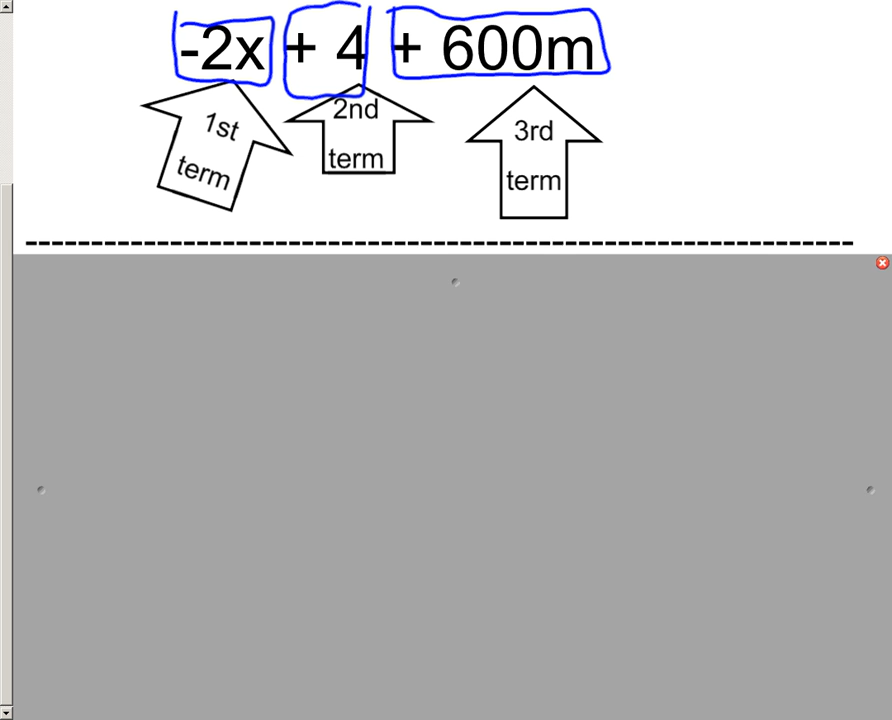 -2x + 4 + 600m
1st
term
2nd
term
3rd
term